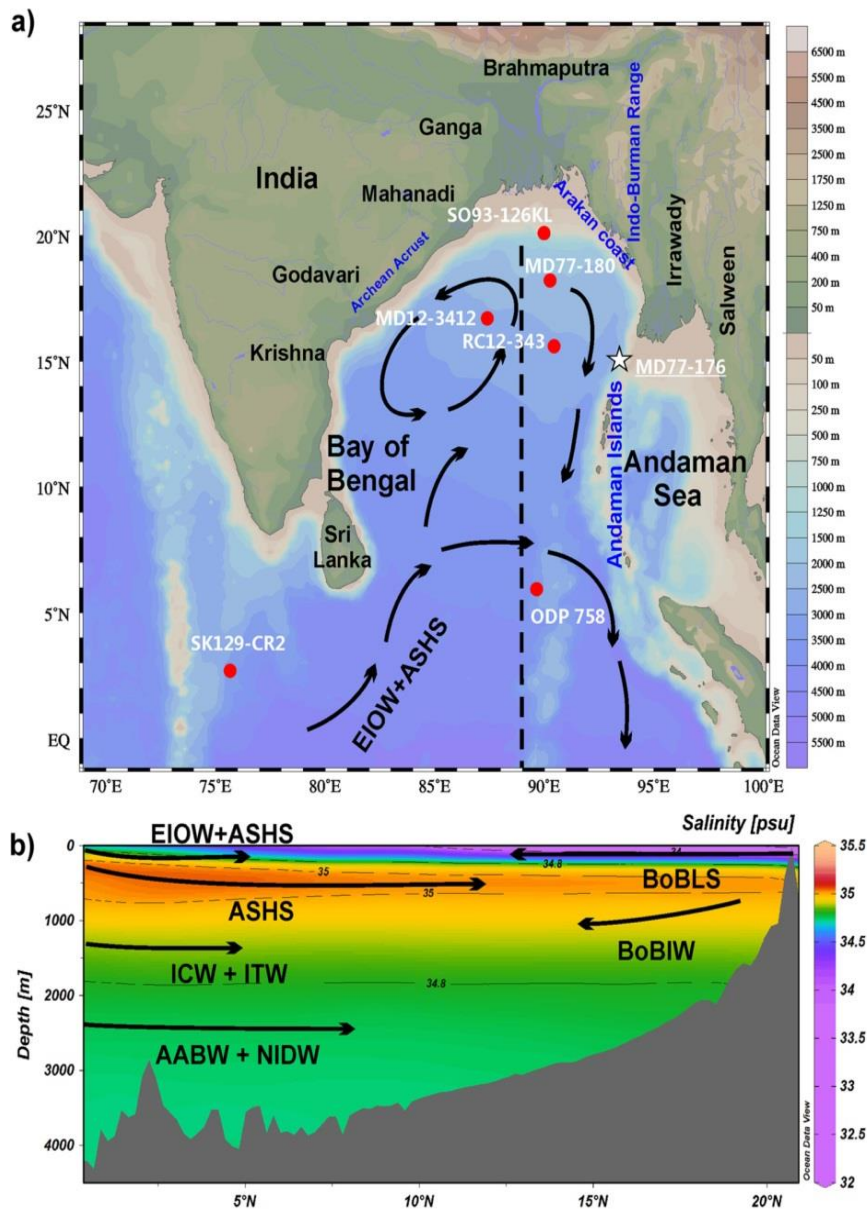 a)
Brahmaputra
Ganga
Indo-Burman Range
India
Mahanadi
SO93-126KL
Arakan coast
Irrawady
Salween
Godavari
Archean Acrust
MD77-180
MD12-3412
RC12-343
Krishna
MD77-176
Bay of
Bengal
Andaman Islands
Andaman
Sea
Sri
Lanka
ODP 758
SK129-CR2
EIOW+ASHS
25°N
20°N
15°N
10°N
5°N
EQ
70°E
75°E
80°E
85°E
90°E
95°E
100°E
Ocean Data View
6500 m
5500 m
4500 m
3500 m
2500 m
1750 m
1250 m
1000 m
750 m
400 m
200 m
50 m
50 m
100 m
250 m
500 m
750 m
1000 m
1250 m
1500 m
2000 m
2500 m
3000 m
3500 m
4000 m
4500 m
5000 m
5500 m
b)
EIOW+ASHS
Salinity [psu]
34
34.8
35
BoBLS
35
ASHS
BoBIW
ICW + ITW
34.8
AABW + NIDW
Depth [m]
0
1000
2000
3000
4000
5°N
10°N
15°N
20°N
Ocean Data View
35.5
35
34.5
34
33.5
33
32.5
32